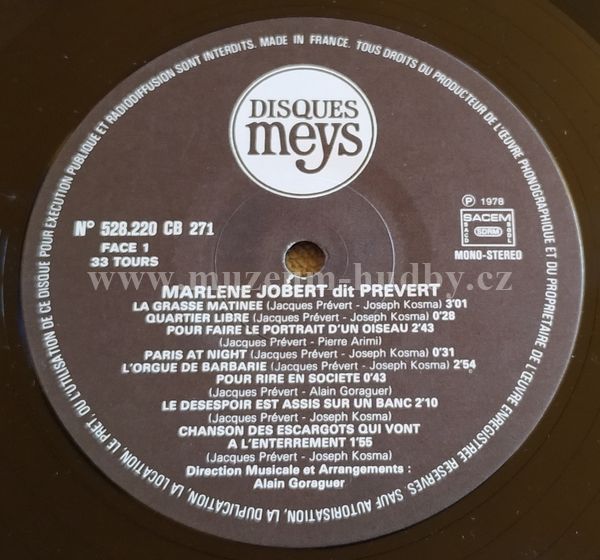 DISQUES
meys
N° 528.220 CB 271
FACE 1
33 TOURS
℗ 1978
SACEM
SACD SDRM SGDL
MONO-STEREO
www.muzeum-hudby.cz
MARLENE JOBERT dit PREVERT
LA GRASSE MATINEE (Jacques Prévert - Joseph Kosma) 3'01
QUARTIER LIBRE (Jacques Prévert - Joseph Kosma) 0'28
POUR FAIRE LE PORTRAIT D'UN OISEAU 2'43
(Jacques Prévert - Pierre Arimi)
PARIS AT NIGHT (Jacques Prévert - Joseph Kosma) 0'31
L'ORGUE DE BARBARIE (Jacques Prévert - Joseph Kosma) 2'54
POUR RIRE EN SOCIETE 0'43
(Jacques Prévert - Alain Goraguer)
LE DESESPOIR EST ASSIS SUR UN BANC 2'10
(Jacques Prévert - Joseph Kosma)
CHANSON DES ESCARGOTS QUI VONT
A L'ENTERREMENT 1'55
(Jacques Prévert - Joseph Kosma)
Direction Musicale et Arrangements :
Alain Goraguer
MADE IN FRANCE. TOUS DROITS DU PRODUCTEUR DE L'ŒUVRE PHONOGRAPHIQUE ET DU PROPRIETAIRE DE L'ŒUVRE ENREGISTREE RESERVES. SAUF AUTORISATION, LA DUPLICATION, LA LOCATION, LE PRET, OU L'UTILISATION DE CE DISQUE POUR EXECUTION PUBLIQUE ET RADIODIFFUSION SONT INTERDITS.